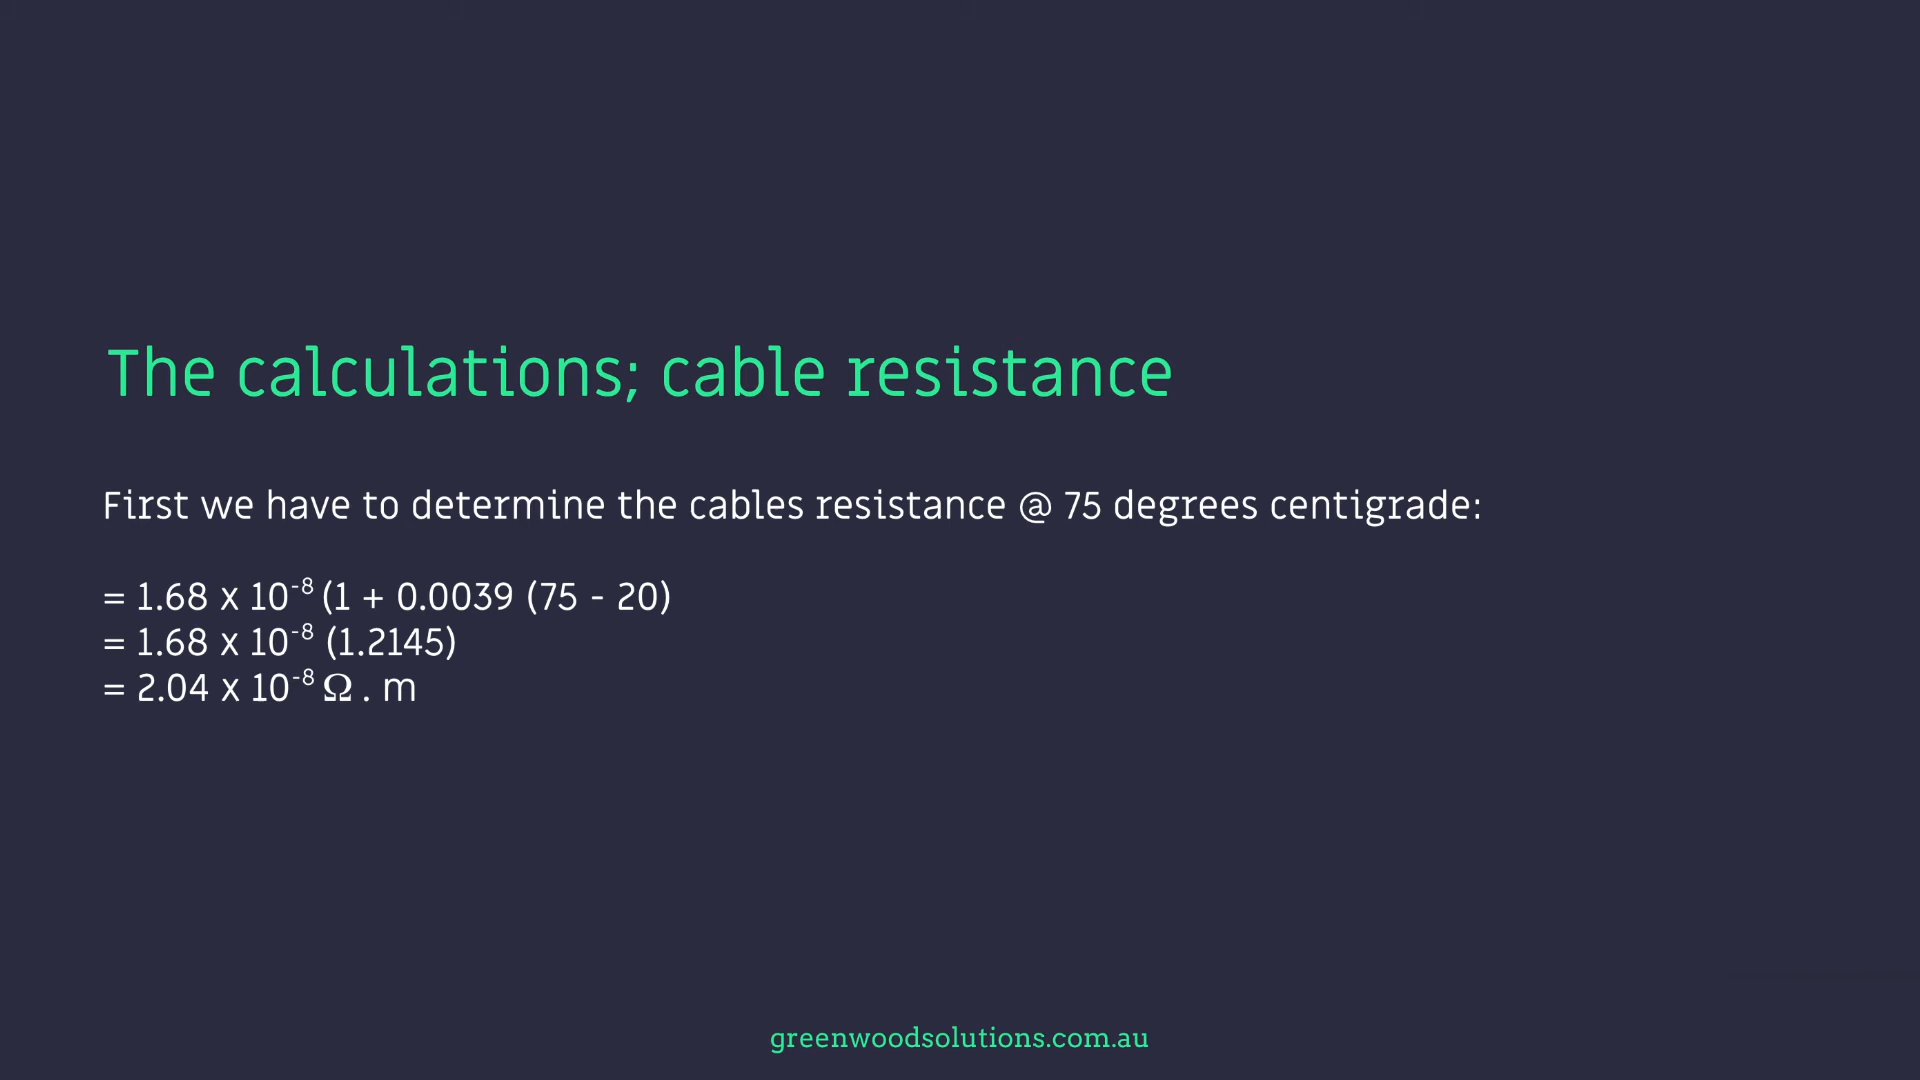 The calculations; cable resistance
First we have to determine the cables resistance @ 75 degrees centigrade:
= 1.68 x 10⁻⁸ (1 + 0.0039 (75 - 20)
= 1.68 x 10⁻⁸ (1.2145)
= 2.04 x 10⁻⁸ Ω . m
greenwoodsolutions.com.au